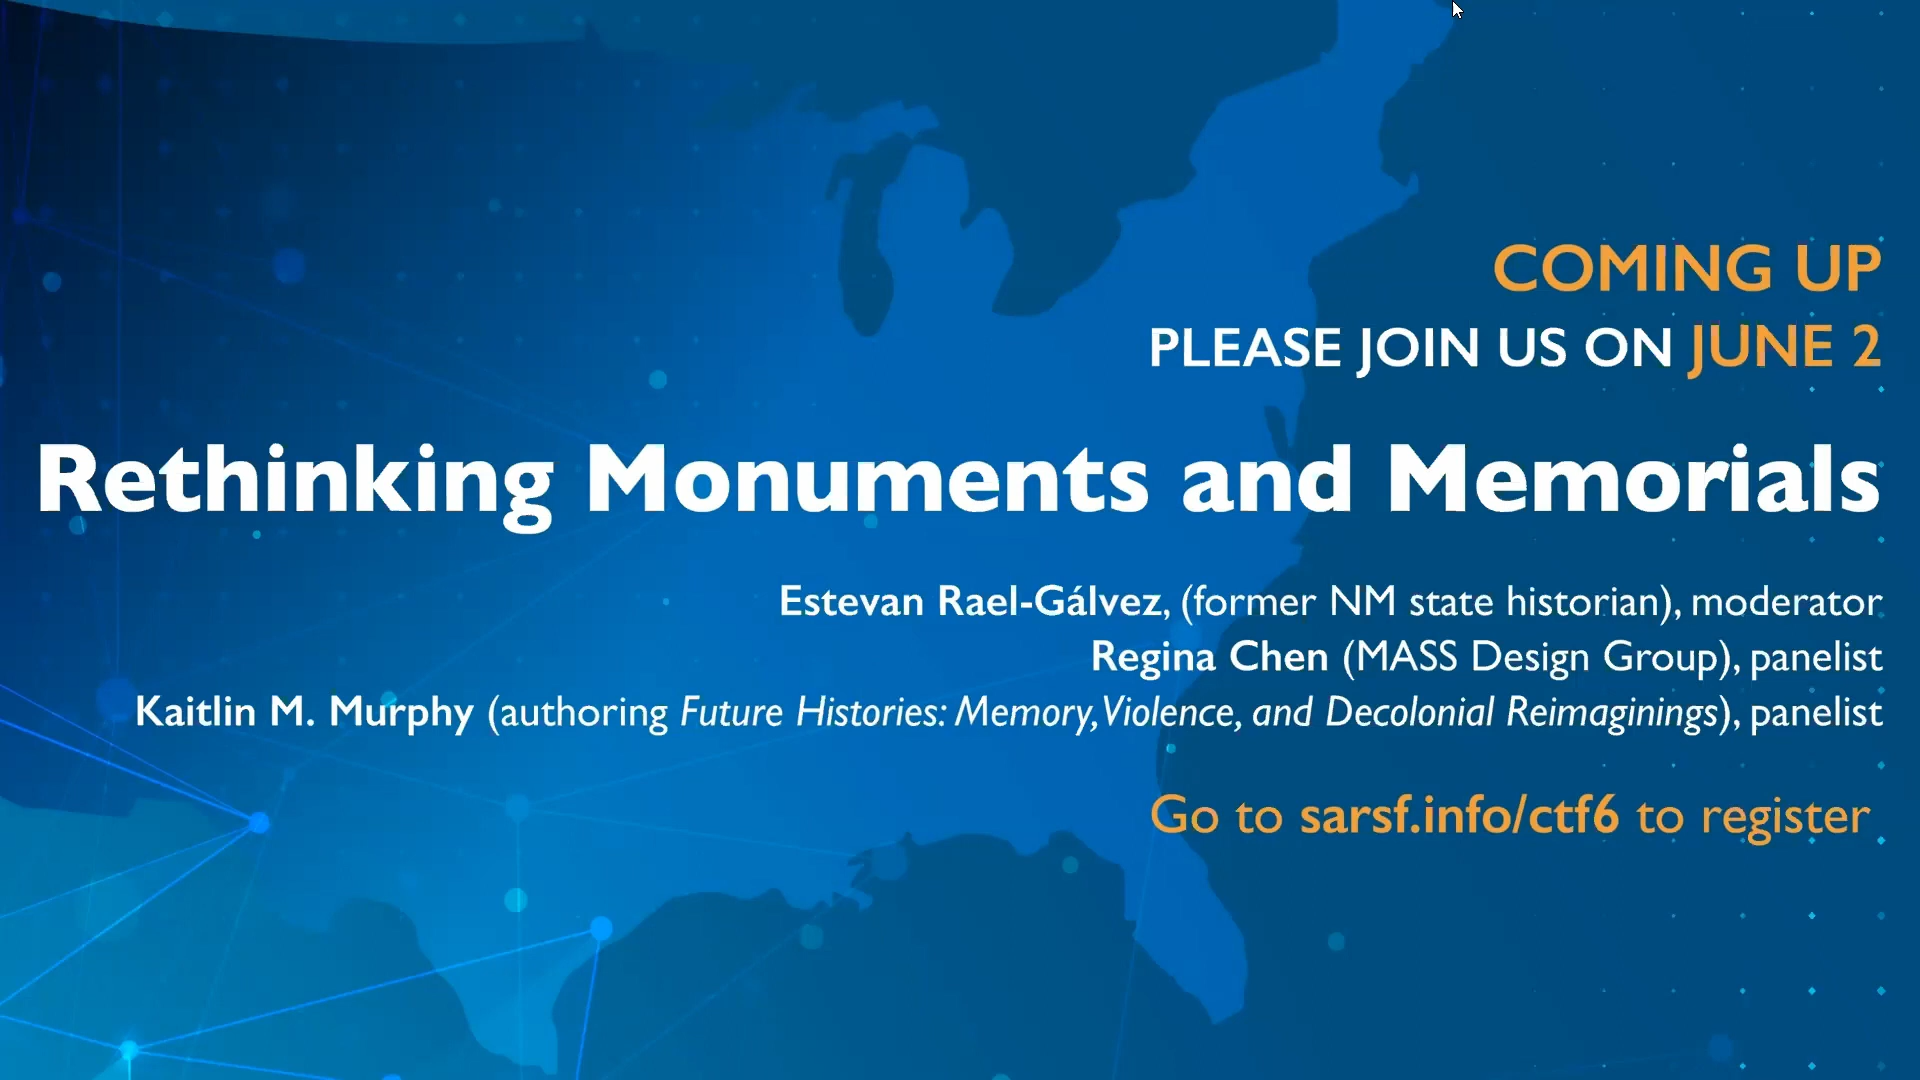 COMING UP
PLEASE JOIN US ON JUNE 2
Rethinking Monuments and Memorials
Estevan Rael-Gálvez, (former NM state historian), moderator
Regina Chen (MASS Design Group), panelist
Kaitlin M. Murphy (authoring Future Histories: Memory, Violence, and Decolonial Reimaginings), panelist
Go to sarsf.info/ctf6 to register